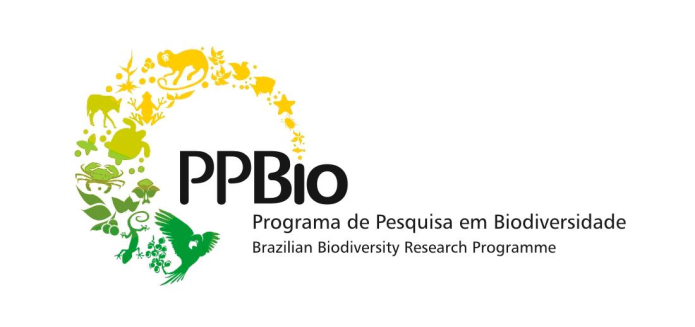 PPBio
Programa de Pesquisa em Biodiversidade
Brazilian Biodiversity Research Programme